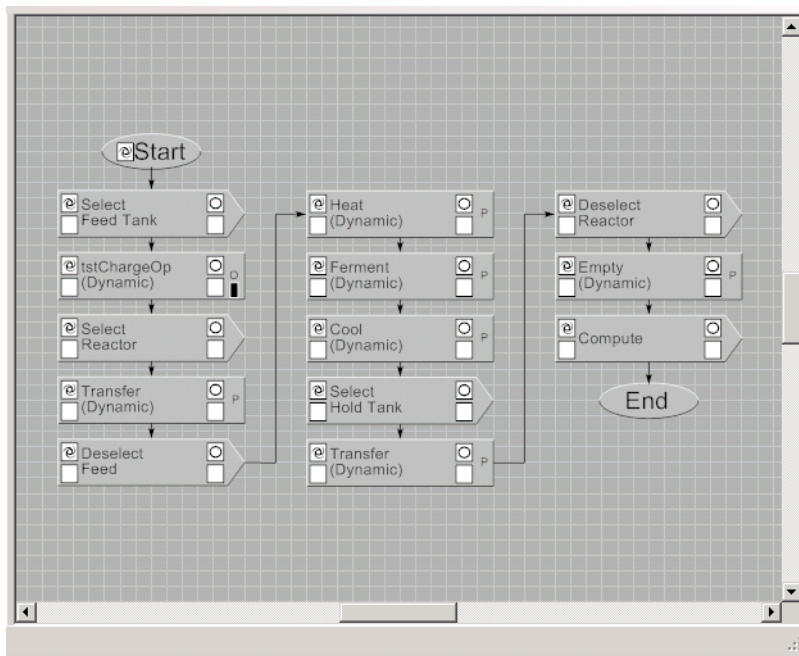 Start
Select
Feed Tank
tstChargeOp
(Dynamic)
O
Select
Reactor
Transfer
(Dynamic)
P
Deselect
Feed
Heat
(Dynamic)
P
Ferment
(Dynamic)
P
Cool
(Dynamic)
P
Select
Hold Tank
Transfer
(Dynamic)
P
Deselect
Reactor
Empty
(Dynamic)
P
Compute
End